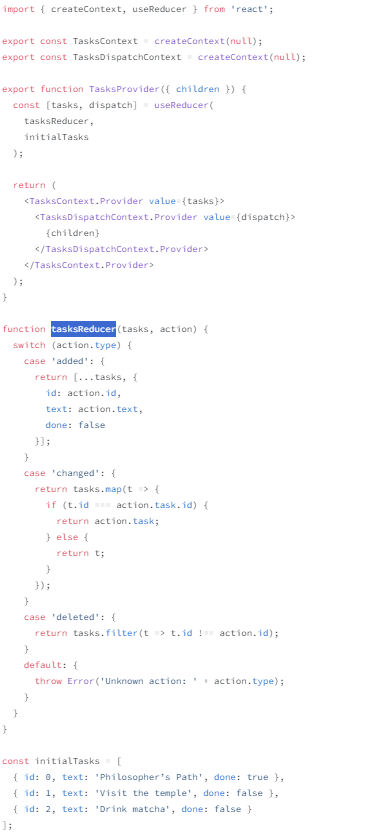 import { createContext, useReducer } from 'react';

export const TasksContext = createContext(null);
export const TasksDispatchContext = createContext(null);

export function TasksProvider({ children }) {
  const [tasks, dispatch] = useReducer(
    tasksReducer,
    initialTasks
  );

  return (
    <TasksContext.Provider value={tasks}>
      <TasksDispatchContext.Provider value={dispatch}>
        {children}
      </TasksDispatchContext.Provider>
    </TasksContext.Provider>
  );
}

function tasksReducer(tasks, action) {
  switch (action.type) {
    case 'added': {
      return [...tasks, {
        id: action.id,
        text: action.text,
        done: false
      }];
    }
    case 'changed': {
      return tasks.map(t => {
        if (t.id === action.task.id) {
          return action.task;
        } else {
          return t;
        }
      });
    }
    case 'deleted': {
      return tasks.filter(t => t.id !== action.id);
    }
    default: {
      throw Error('Unknown action: ' + action.type);
    }
  }
}

const initialTasks = [
  { id: 0, text: 'Philosopher’s Path', done: true },
  { id: 1, text: 'Visit the temple', done: false },
  { id: 2, text: 'Drink matcha', done: false }
];